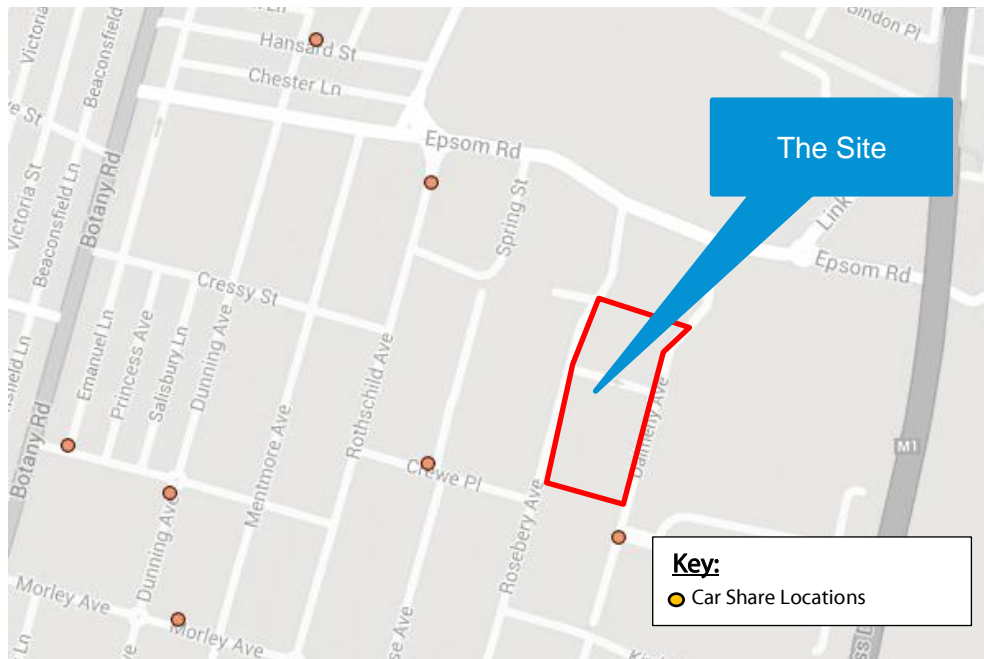 Victoria
Beaconsfield
Hansard St
Chester Ln
Gindon Pl
Epsom Rd
The Site
Victoria St
Beaconsfield Ln
Botany Rd
Spring St
Link
Epsom Rd
Cressy St
Emanuel Ln
Princess Ave
Salisbury Ln
Dunning Ave
Rothschild Ave
Mentmore Ave
Botany Rd
Crewe Pl
Dalmeny Ave
M1
Rosebery Ave
Dunning Ave
Key:
Car Share Locations
Morley Ave
Morley Ave